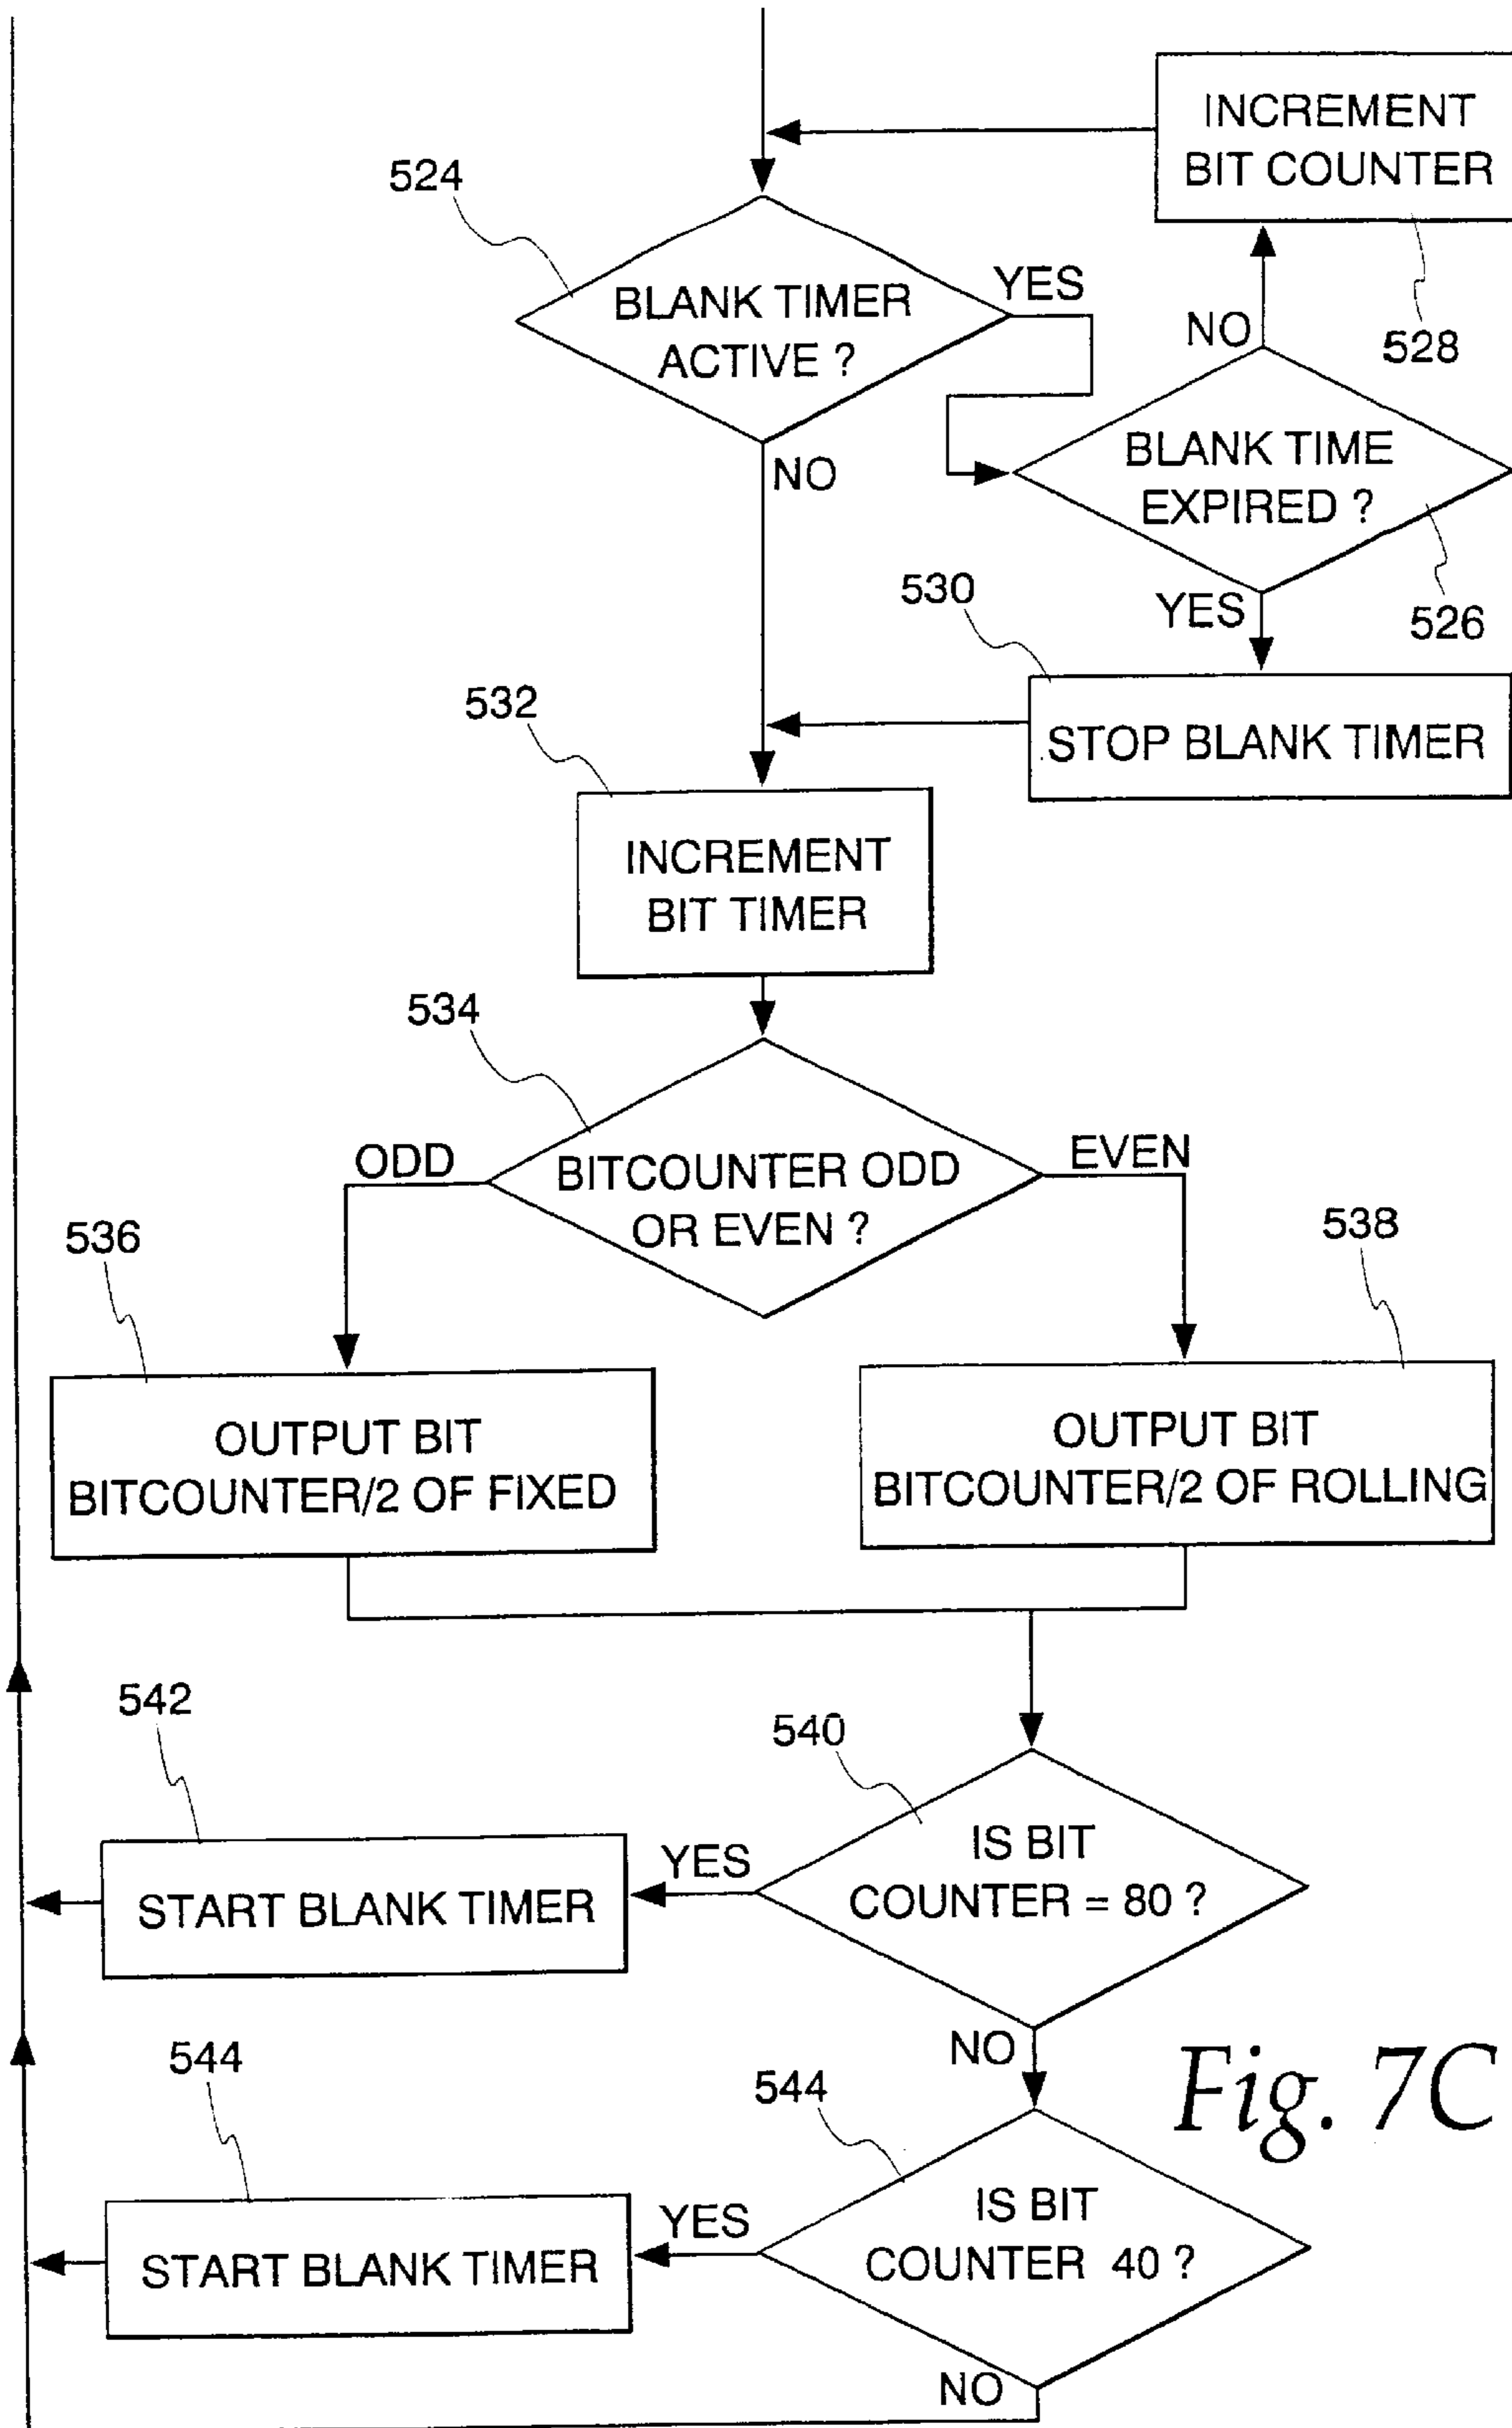 INCREMENT
BIT COUNTER
524
YES
BLANK TIMER
ACTIVE ?
NO
528
NO
BLANK TIME
EXPIRED ?
530
YES
526
532
STOP BLANK TIMER
INCREMENT
BIT TIMER
534
ODD
EVEN
BITCOUNTER ODD
OR EVEN ?
536
538
OUTPUT BIT
BITCOUNTER/2 OF FIXED
OUTPUT BIT
BITCOUNTER/2 OF ROLLING
542
540
IS BIT
COUNTER = 80 ?
YES
START BLANK TIMER
NO
544
544
Fig. 7C
IS BIT
COUNTER 40 ?
YES
START BLANK TIMER
NO